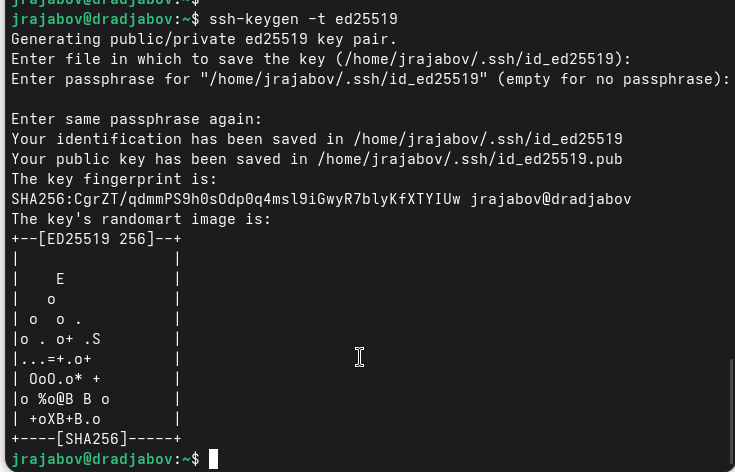 jrajabov@dradjabov:~$
jrajabov@dradjabov:~$ ssh-keygen -t ed25519
Generating public/private ed25519 key pair.
Enter file in which to save the key (/home/jrajabov/.ssh/id_ed25519):
Enter passphrase for "/home/jrajabov/.ssh/id_ed25519" (empty for no passphrase):
Enter same passphrase again:
Your identification has been saved in /home/jrajabov/.ssh/id_ed25519
Your public key has been saved in /home/jrajabov/.ssh/id_ed25519.pub
The key fingerprint is:
SHA256:CgrZT/qdmmPS9h0sOdp0q4msl9iGwyR7blyKfXTYIUw jrajabov@dradjabov
The key's randomart image is:
+--[ED25519 256]--+
|                 |
|    E            |
|   o             |
| o  o .          |
|o . o+ .S        |
|...=+.o+         |
| OoO.o* +        |
|o %o@B B o       |
| +oXB+B.o        |
+----[SHA256]-----+
jrajabov@dradjabov:~$